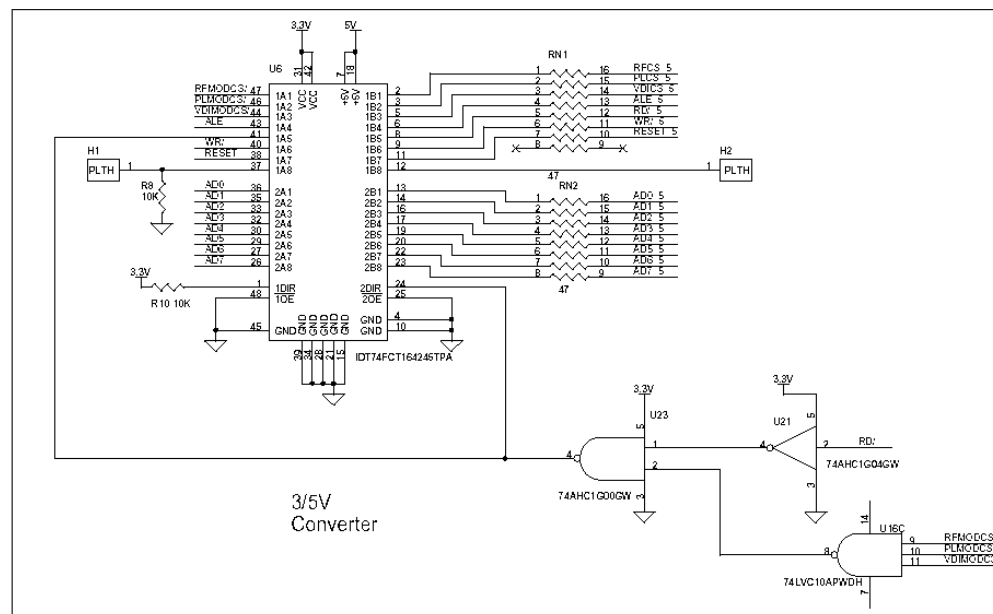 3.3V 5V
U6
31 42 7 18
VCC VCC +5V +5V
RN1
RFMODCS/ 47 1A1 1B1 2 1 16 RFCS 5
PLMODCS/ 46 1A2 1B2 3 2 15 PLCS 5
VDIMODCS/ 44 1A3 1B3 5 3 14 VDICS 5
ALE 43 1A4 1B4 6 4 13 ALE 5
41 1A5 1B5 8 5 12 RD/ 5
WR/ 40 1A6 1B6 9 6 11 WR/ 5
RESET 38 1A7 1B7 11 7 10 RESET 5
37 1A8 1B8 12 8 9
H1
PLTH 1
H2
1 PLTH
R8
10K
47
RN2
AD0 36 2A1 2B1 13 1 16 AD0 5
AD1 35 2A2 2B2 14 2 15 AD1 5
AD2 33 2A3 2B3 16 3 14 AD2 5
AD3 32 2A4 2B4 17 4 13 AD3 5
AD4 30 2A5 2B5 19 5 12 AD4 5
AD5 29 2A6 2B6 20 6 11 AD5 5
AD6 27 2A7 2B7 22 7 10 AD6 5
AD7 26 2A8 2B8 23 8 9 AD7 5
47
3.3V
R10 10K
1 1DIR 2DIR 24
48 1OE 2OE 25
45 GND GND 4
GND 10
GND GND GND GND GND
39 34 28 21 15
IDT74FCT164245TPA
3.3V
U23
5
4 1
2
3
74AHC1G00GW
3.3V
U21
5
4 2 RD/
3
74AHC1G04GW
3/5V
Converter
14
U16C
8 9 RFMODCS
10 PLMODCS
11 VDIMODCS
74LVC10APWDH
7